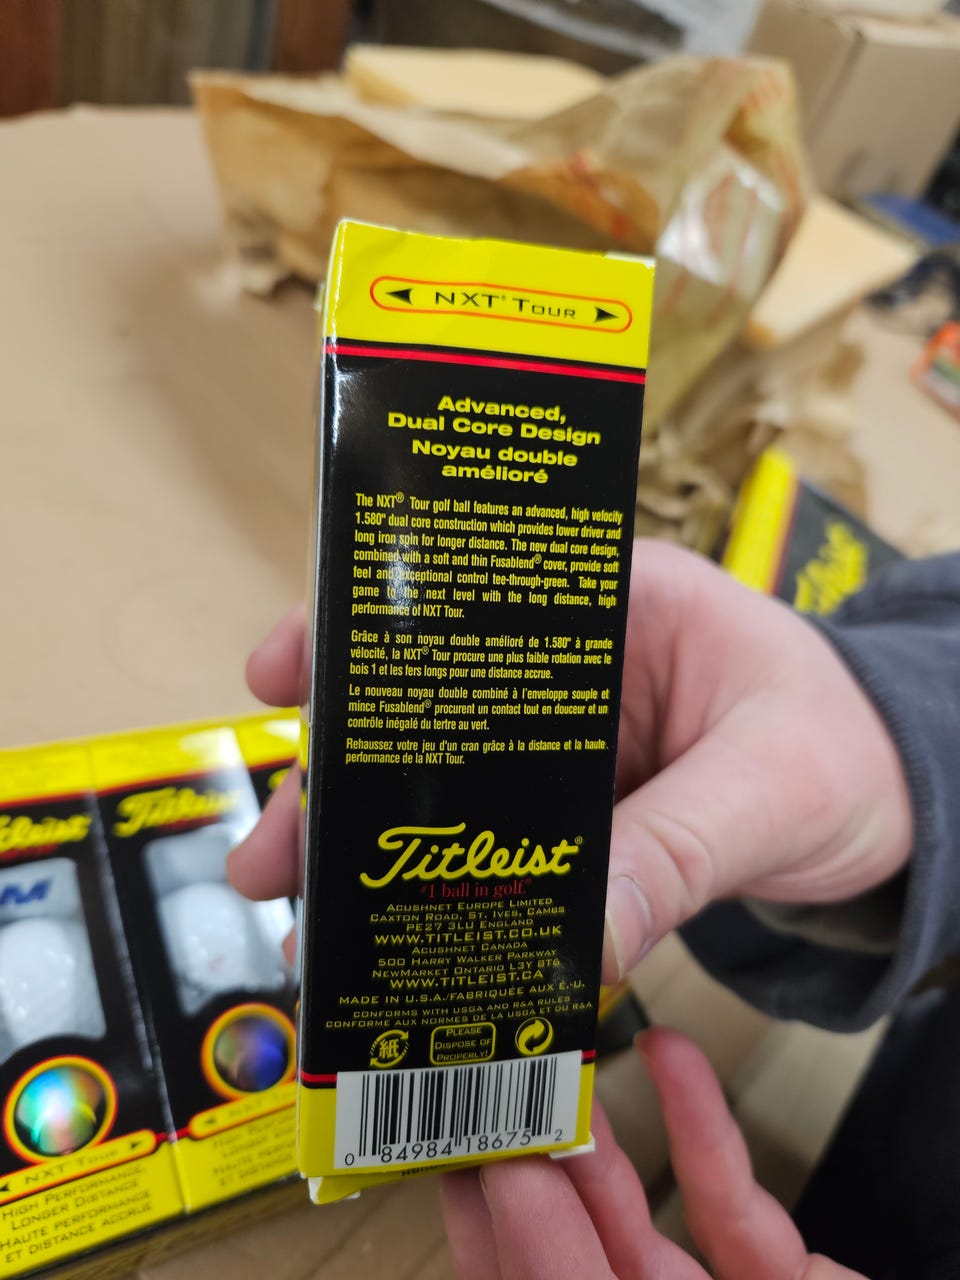 NXT® TOUR
Advanced,
Dual Core Design
Noyau double
amélioré
The NXT® Tour golf ball features an advanced, high velocity
1.580" dual core construction which provides lower driver and
long iron spin for longer distance. The new dual core design,
combined with a soft and thin Fusablend® cover, provide soft
feel and exceptional control tee-through-green. Take your
game to the next level with the long distance, high
performance of NXT Tour.
Grâce à son noyau double amélioré de 1.580" à grande
vélocité, la NXT® Tour procure une plus faible rotation avec le
bois 1 et les fers longs pour une distance accrue.
Le nouveau noyau double combiné à l'enveloppe souple et
mince Fusablend® procurent un contact tout en douceur et un
contrôle inégalé du tertre au vert.
Rehaussez votre jeu d'un cran grâce à la distance et la haute
performance de la NXT Tour.
Titleist®
#1 ball in golf.®
ACUSHNET EUROPE LIMITED
CAXTON ROAD, ST. IVES, CAMBS
PE27 3LU ENGLAND
WWW.TITLEIST.CO.UK
ACUSHNET CANADA
500 HARRY WALKER PARKWAY
NEWMARKET ONTARIO L3Y 8T6
WWW.TITLEIST.CA
MADE IN U.S.A./FABRIQUÉE AUX É.-U.
CONFORMS WITH USGA AND R&A RULES
CONFORME AUX NORMES DE LA USGA ET DU R&A
紙
PLEASE
DISPOSE OF
PROPERLY!
0 84984 18675 2
Titleist
NXT TOUR
HIGH PERFORMANCE,
LONGER DISTANCE
HAUTE PERFORMANCE
ET DISTANCE ACCRUE